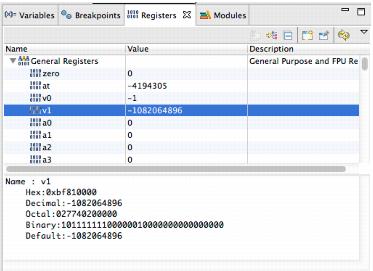 (x)= Variables Breakpoints Registers Modules
Name Value Description
General Registers General Purpose and FPU Re
zero 0
at -4194305
v0 -1
v1 -1082064896
a0 0
a1 0
a2 0
a3 0
Name : v1
Hex:0xbf810000
Decimal:-1082064896
Octal:027740200000
Binary:10111111100000010000000000000000
Default:-1082064896